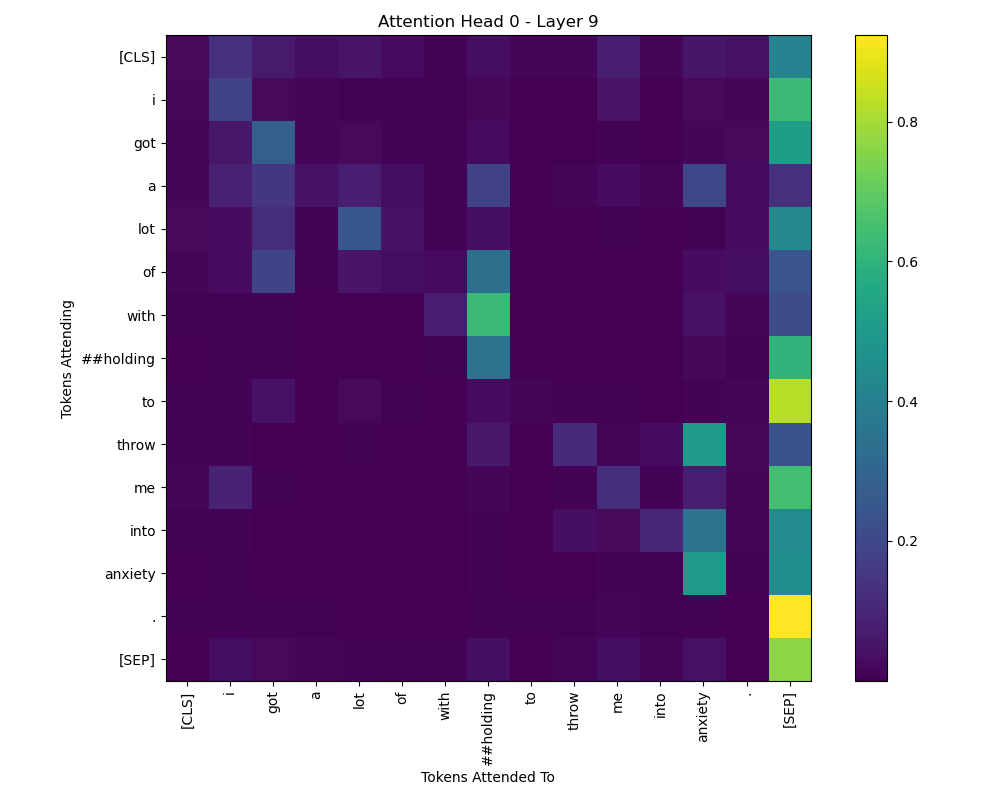 Attention Head 0 - Layer 9
Tokens Attending
[CLS]
i
got
a
lot
of
with
##holding
to
throw
me
into
anxiety
.
[SEP]
[CLS]
i
got
a
lot
of
with
##holding
to
throw
me
into
anxiety
.
[SEP]
Tokens Attended To
0.8
0.6
0.4
0.2